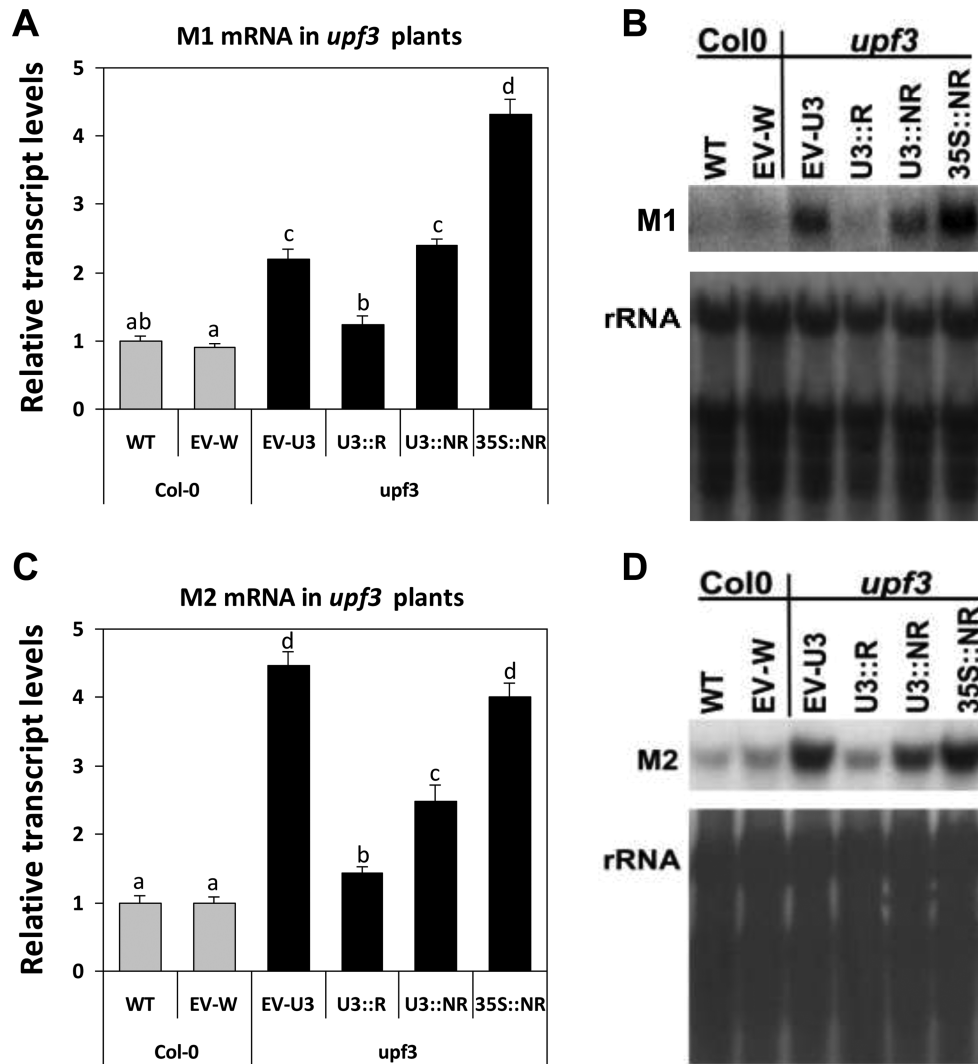 A
M1 mRNA in upf3 plants
Relative transcript levels
5
4
3
2
1
0
ab
a
c
b
c
d
WT EV-W EV-U3 U3::R U3::NR 35S::NR
Col-0 upf3
B
Col0 upf3
WT EV-W EV-U3 U3::R U3::NR 35S::NR
M1
rRNA
C
M2 mRNA in upf3 plants
Relative transcript levels
5
4
3
2
1
0
a
a
d
b
c
d
WT EV-W EV-U3 U3::R U3::NR 35S::NR
Col-0 upf3
D
Col0 upf3
WT EV-W EV-U3 U3::R U3::NR 35S::NR
M2
rRNA